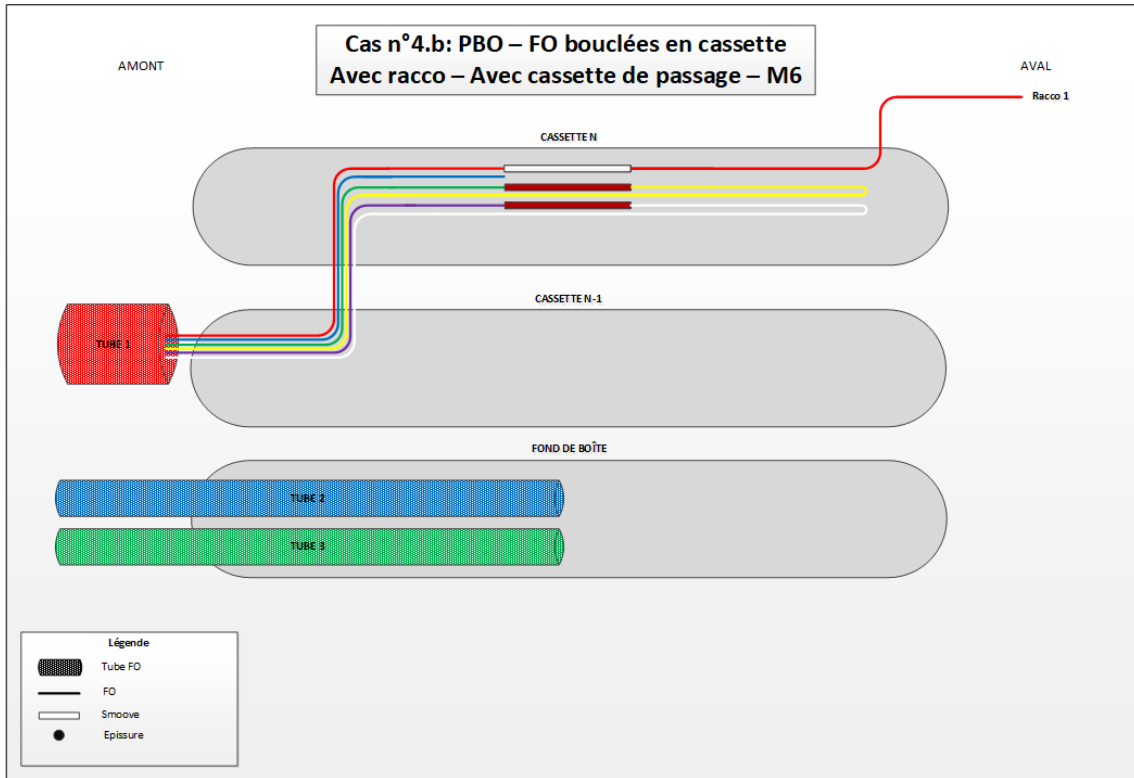 Cas n°4.b: PBO – FO bouclées en cassette
Avec racco – Avec cassette de passage – M6
AMONT
AVAL
Racco 1
CASSETTE N
CASSETTE N-1
TUBE 1
FOND DE BOÎTE
TUBE 2
TUBE 3
Légende
Tube FO
FO
Smoove
Epissure